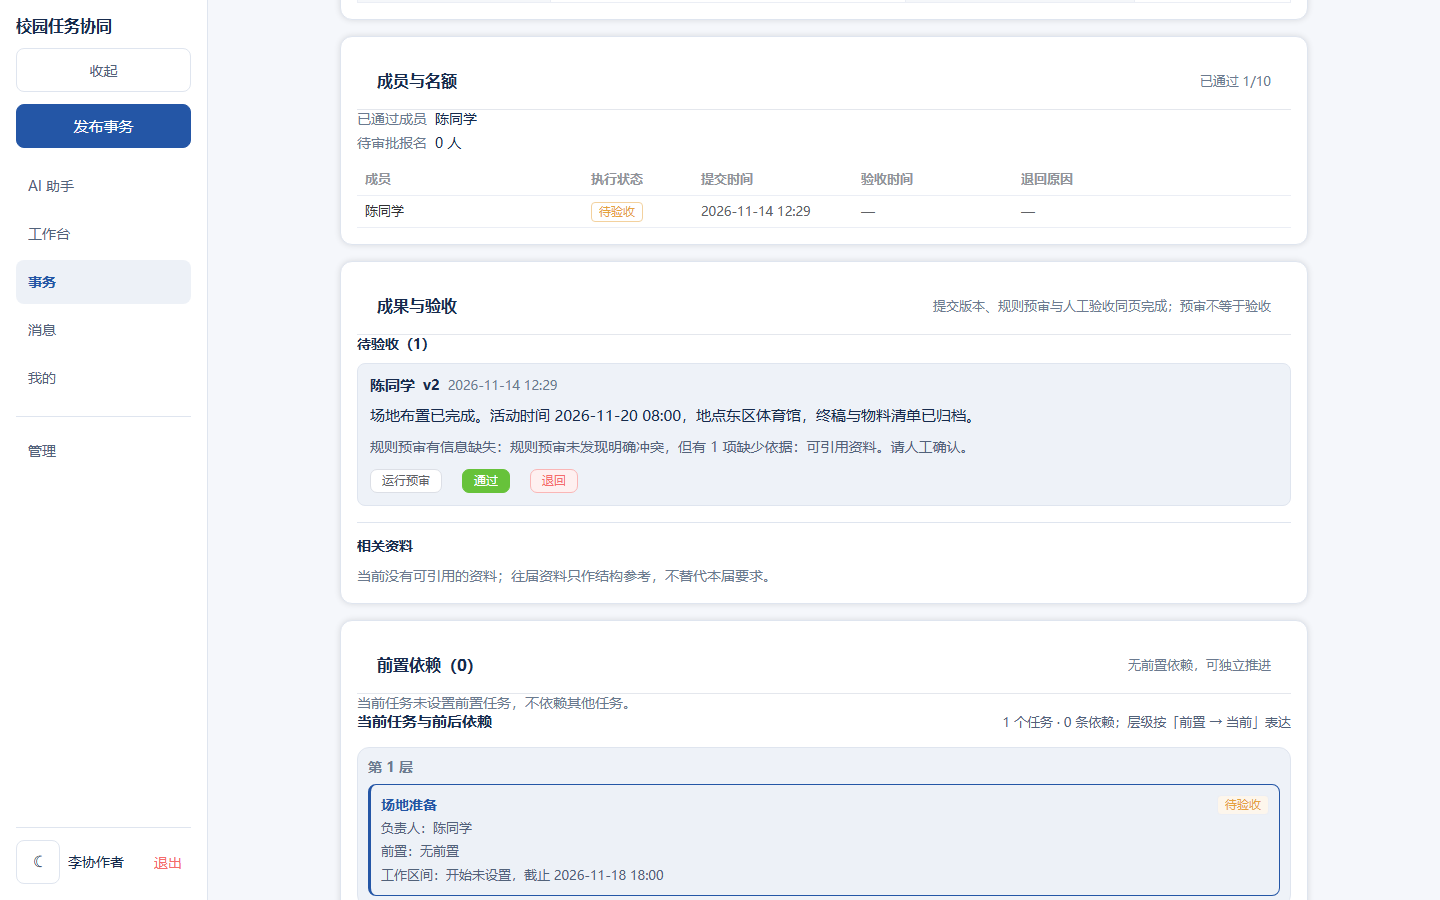 校园任务协同
收起
发布事务
AI 助手
工作台
事务
消息
我的
管理
李协作者
退出
成员与名额
已通过 1/10
已通过成员 陈同学
待审批报名 0 人
成员 执行状态 提交时间 验收时间 退回原因
陈同学 待验收 2026-11-14 12:29 — —
成果与验收
提交版本、规则预审与人工验收同页完成；预审不等于验收
待验收（1）
陈同学 v2 2026-11-14 12:29
场地布置已完成。活动时间 2026-11-20 08:00，地点东区体育馆，终稿与物料清单已归档。
规则预审有信息缺失：规则预审未发现明确冲突，但有 1 项缺少依据：可引用资料。请人工确认。
运行预审 通过 退回
相关资料
当前没有可引用的资料；往届资料只作结构参考，不替代本届要求。
前置依赖（0）
无前置依赖，可独立推进
当前任务未设置前置任务，不依赖其他任务。
当前任务与前后依赖
1 个任务 · 0 条依赖；层级按「前置 → 当前」表达
第 1 层
场地准备
待验收
负责人：陈同学
前置：无前置
工作区间：开始未设置，截止 2026-11-18 18:00